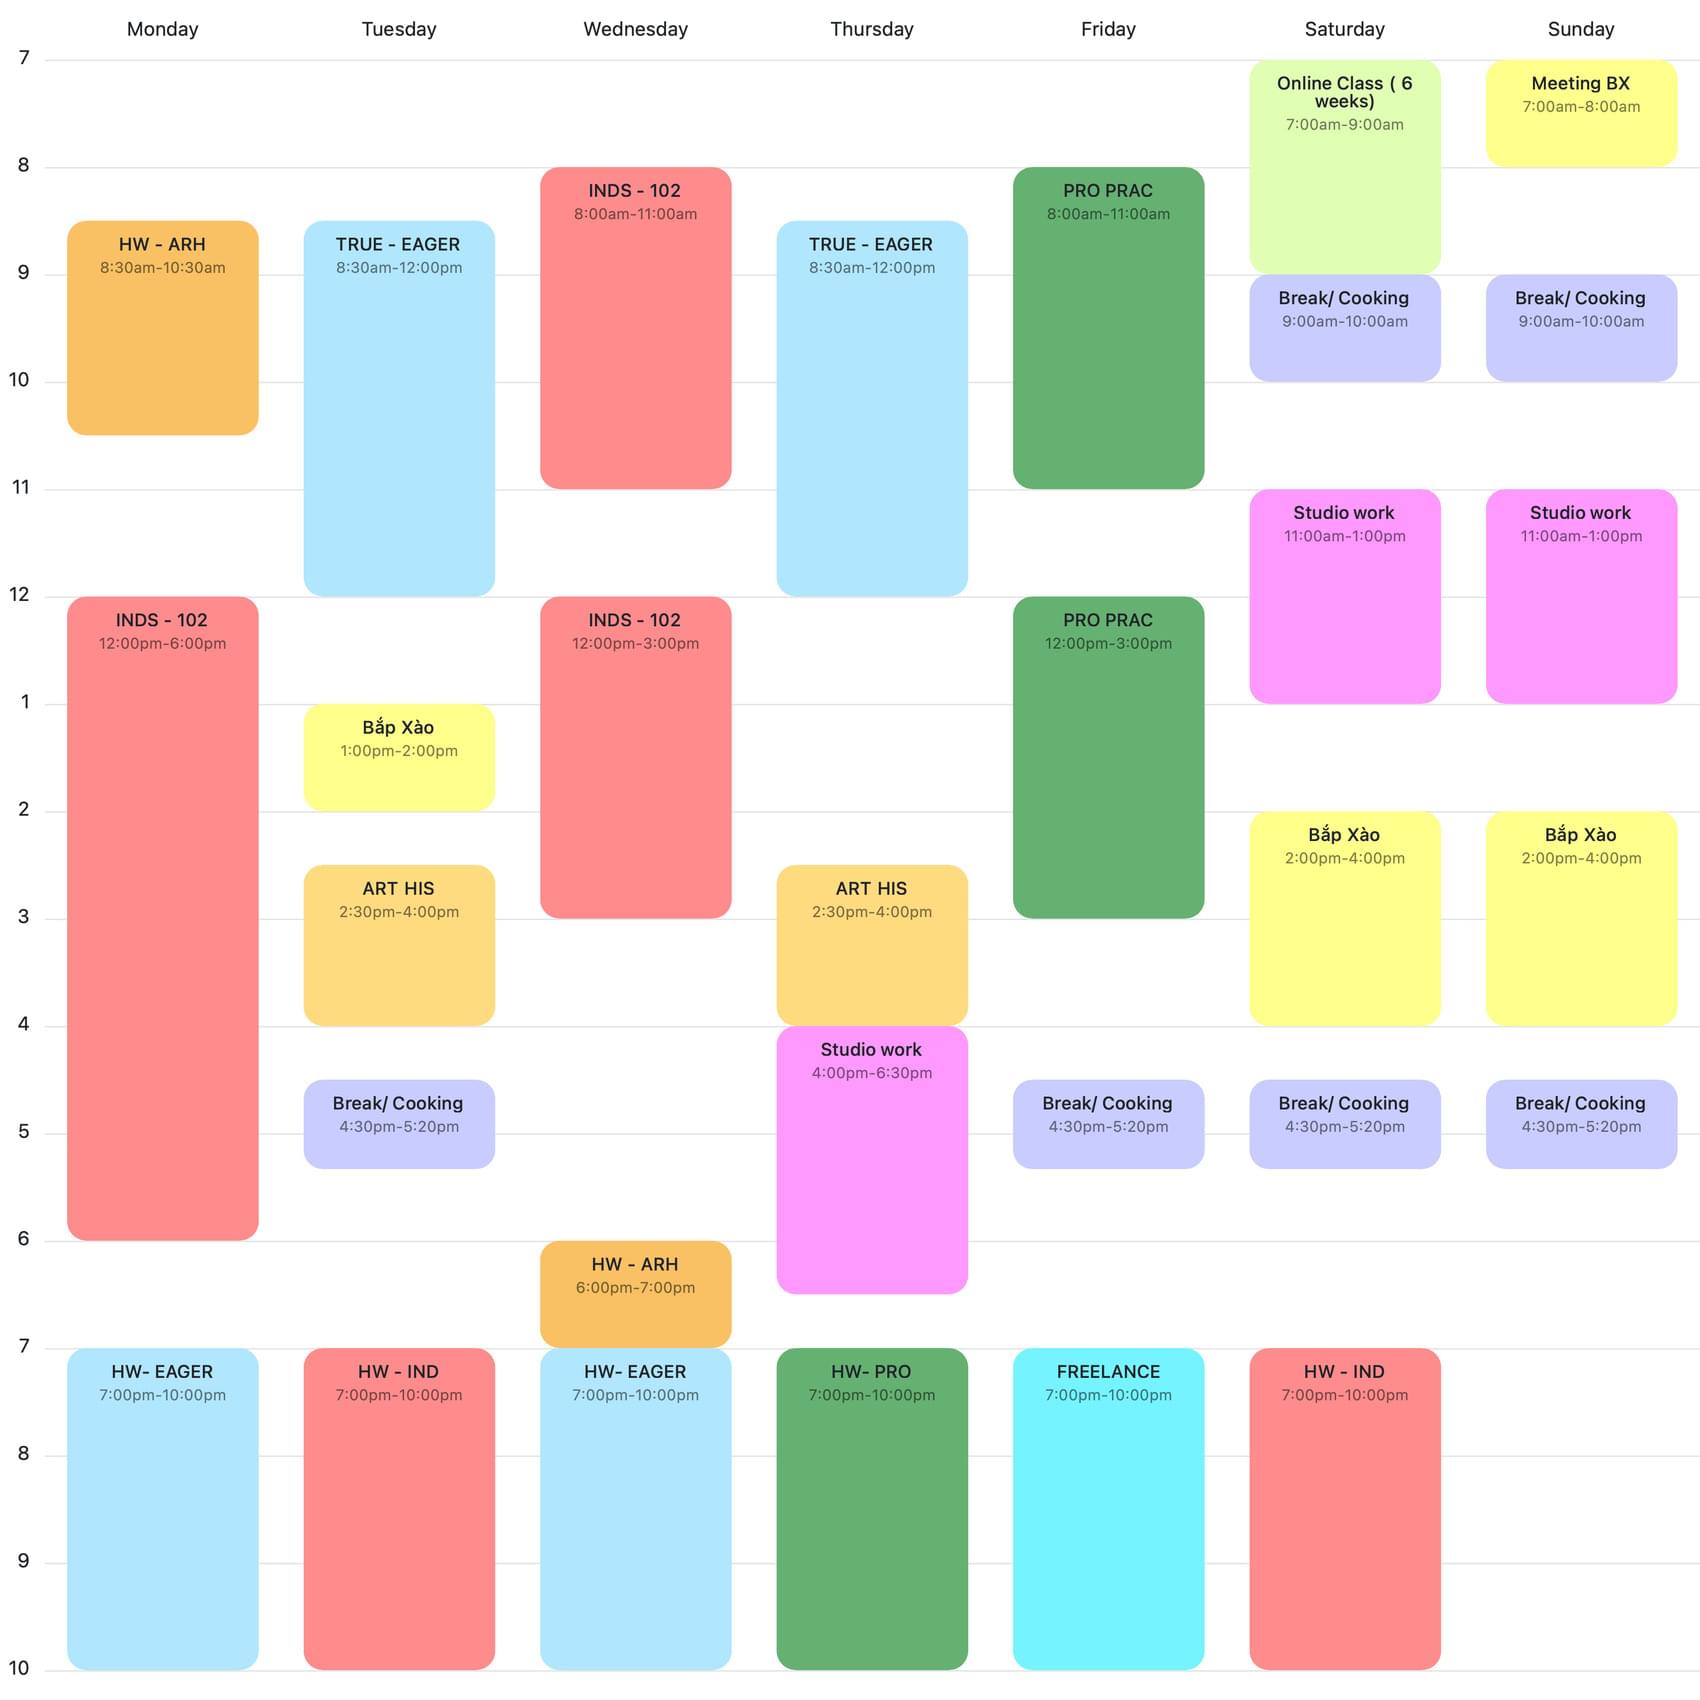 Monday
Tuesday
Wednesday
Thursday
Friday
Saturday
Sunday
7
8
9
10
11
12
1
2
3
4
5
6
7
8
9
10
HW - ARH
8:30am-10:30am
INDS - 102
12:00pm-6:00pm
HW- EAGER
7:00pm-10:00pm
TRUE - EAGER
8:30am-12:00pm
Bắp Xào
1:00pm-2:00pm
ART HIS
2:30pm-4:00pm
Break/ Cooking
4:30pm-5:20pm
HW - IND
7:00pm-10:00pm
INDS - 102
8:00am-11:00am
INDS - 102
12:00pm-3:00pm
HW - ARH
6:00pm-7:00pm
HW- EAGER
7:00pm-10:00pm
TRUE - EAGER
8:30am-12:00pm
ART HIS
2:30pm-4:00pm
Studio work
4:00pm-6:30pm
HW- PRO
7:00pm-10:00pm
PRO PRAC
8:00am-11:00am
PRO PRAC
12:00pm-3:00pm
Break/ Cooking
4:30pm-5:20pm
FREELANCE
7:00pm-10:00pm
Online Class ( 6
weeks)
7:00am-9:00am
Break/ Cooking
9:00am-10:00am
Studio work
11:00am-1:00pm
Bắp Xào
2:00pm-4:00pm
Break/ Cooking
4:30pm-5:20pm
HW - IND
7:00pm-10:00pm
Meeting BX
7:00am-8:00am
Break/ Cooking
9:00am-10:00am
Studio work
11:00am-1:00pm
Bắp Xào
2:00pm-4:00pm
Break/ Cooking
4:30pm-5:20pm